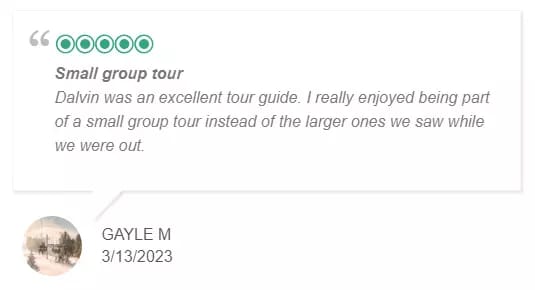 “
Small group tour
Dalvin was an excellent tour guide. I really enjoyed being part
of a small group tour instead of the larger ones we saw while
we were out.
GAYLE M
3/13/2023